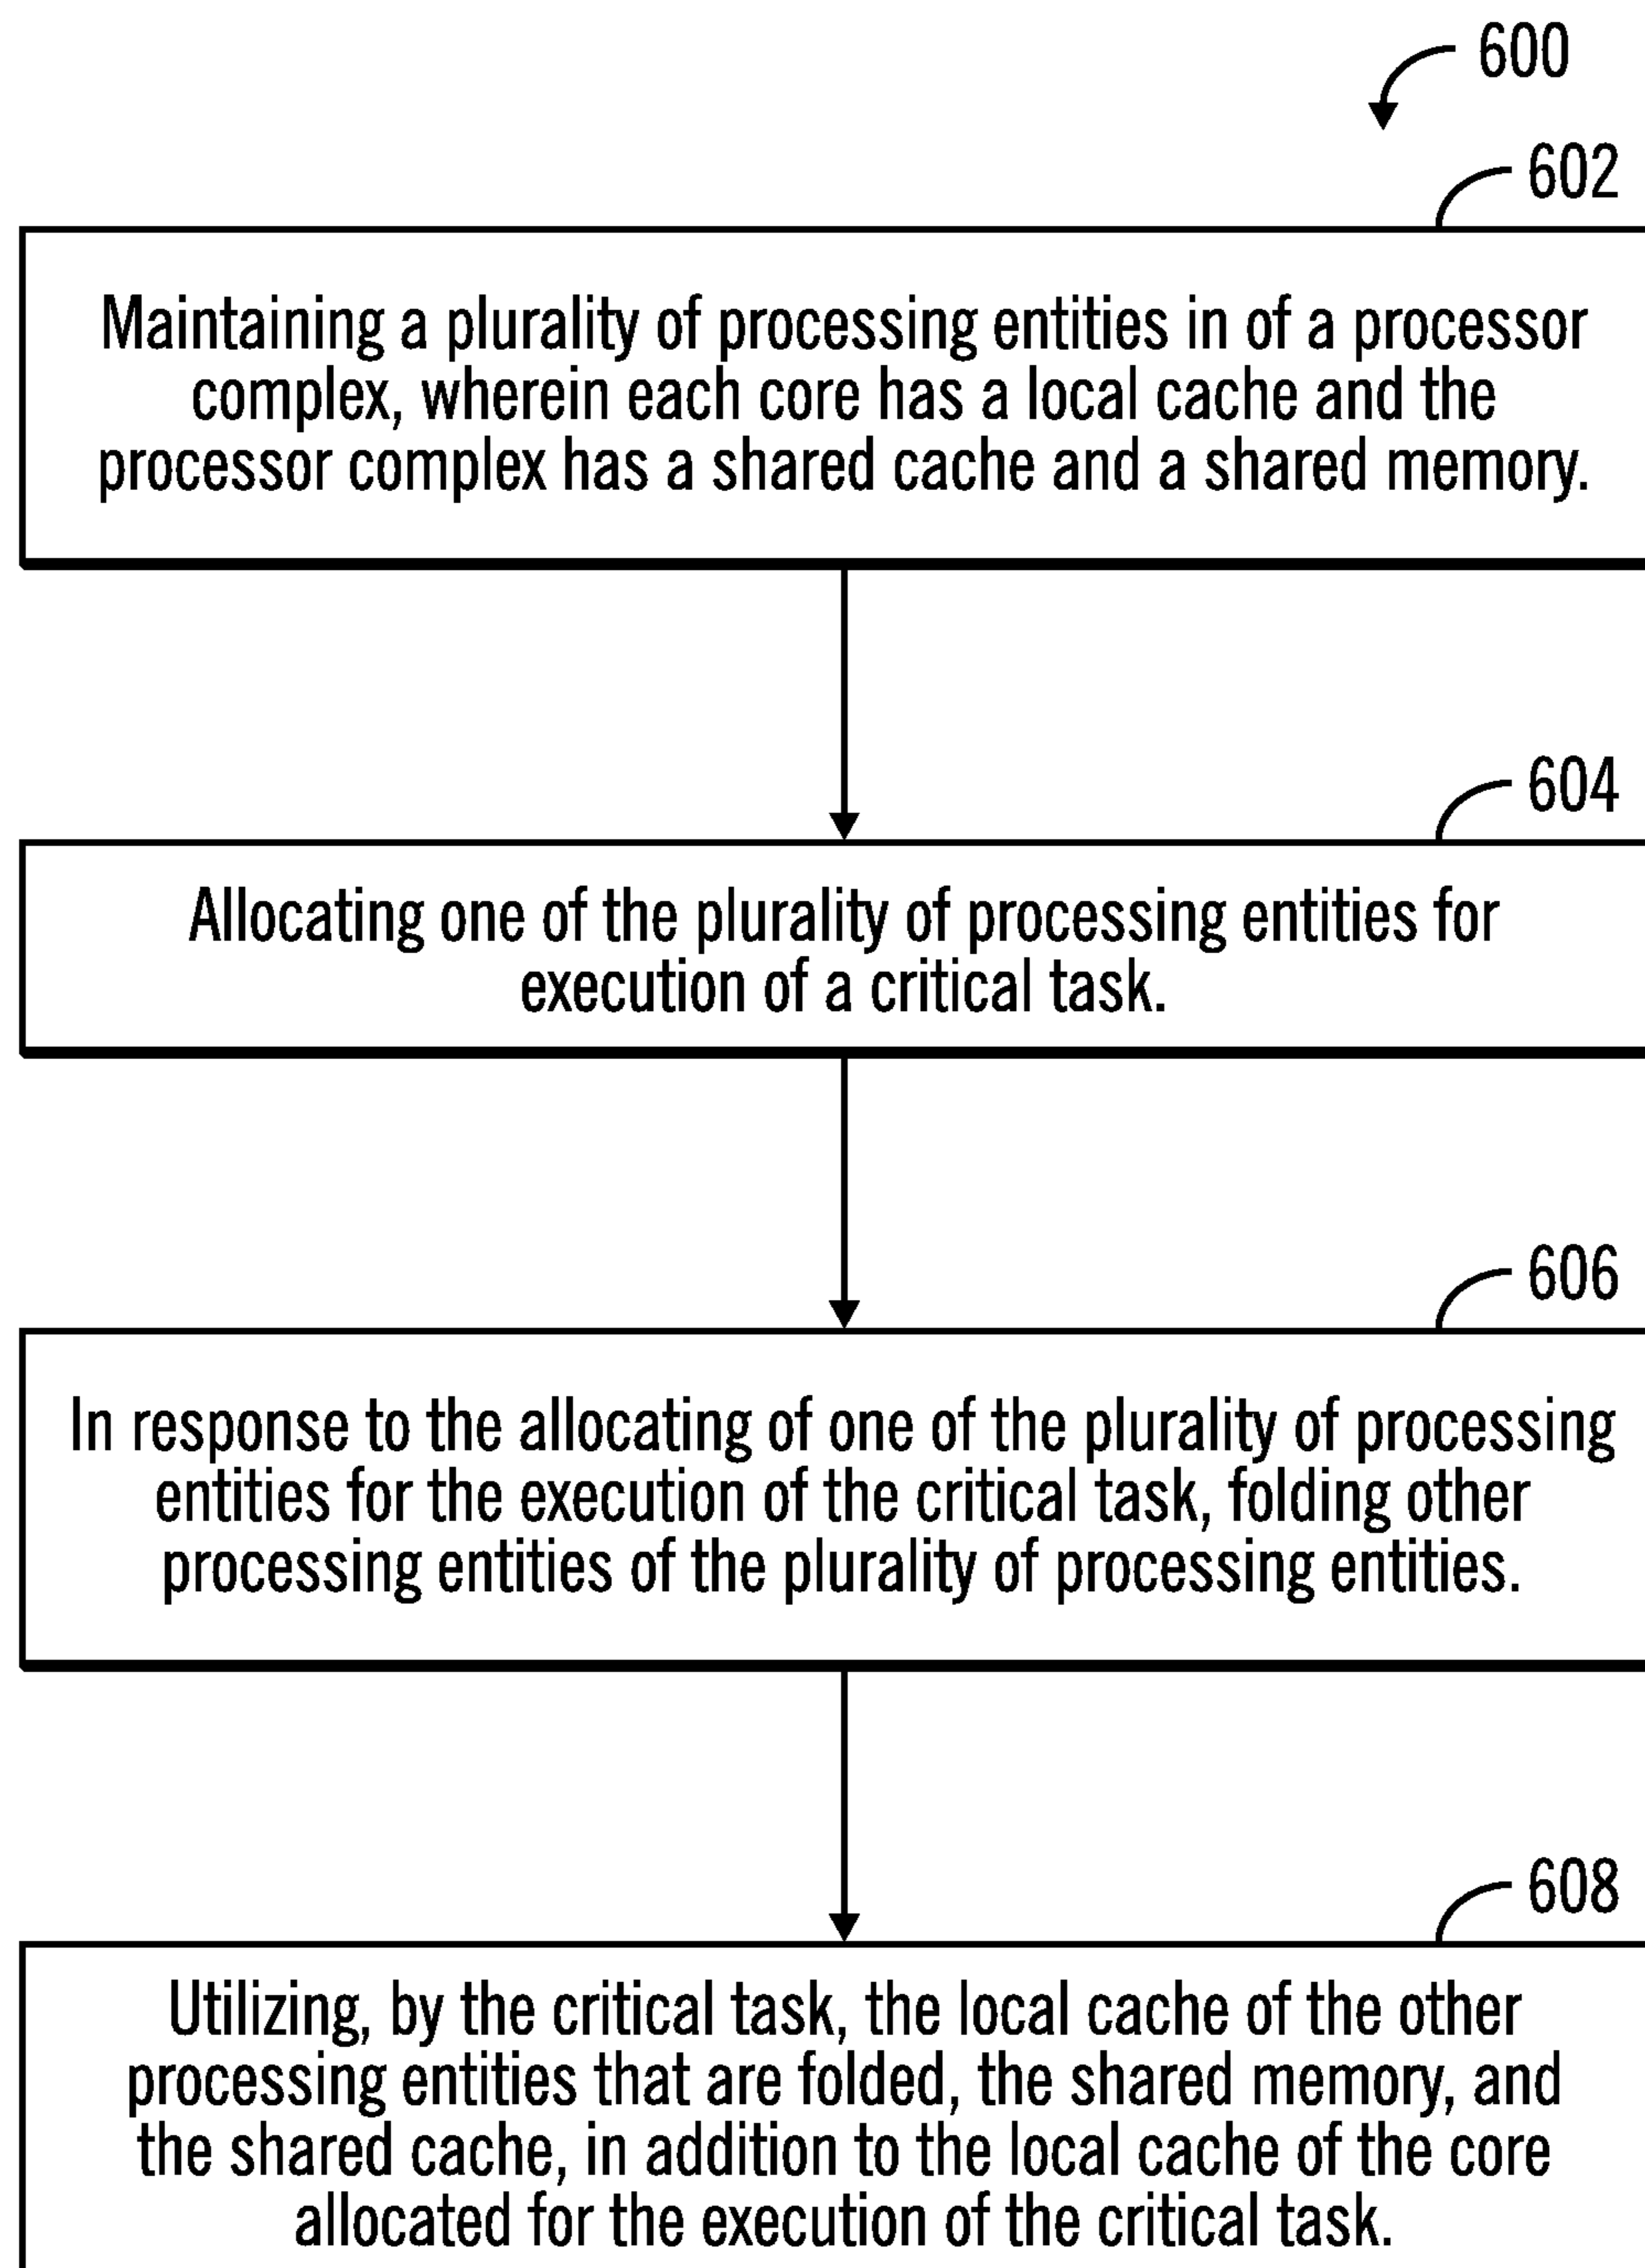 600
602
Maintaining a plurality of processing entities in of a processor
complex, wherein each core has a local cache and the
processor complex has a shared cache and a shared memory.
604
Allocating one of the plurality of processing entities for
execution of a critical task.
606
In response to the allocating of one of the plurality of processing
entities for the execution of the critical task, folding other
processing entities of the plurality of processing entities.
608
Utilizing, by the critical task, the local cache of the other
processing entities that are folded, the shared memory, and
the shared cache, in addition to the local cache of the core
allocated for the execution of the critical task.